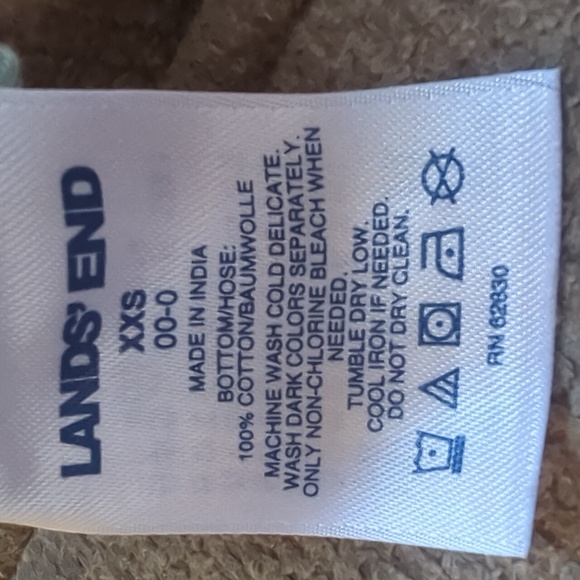 LANDS' END
XXS
00-0
MADE IN INDIA
BOTTOM/HOSE:
100% COTTON/BAUMWOLLE
MACHINE WASH COLD DELICATE.
WASH DARK COLORS SEPARATELY.
ONLY NON-CHLORINE BLEACH WHEN
NEEDED.
TUMBLE DRY LOW.
COOL IRON IF NEEDED.
DO NOT DRY CLEAN.
RN 62830